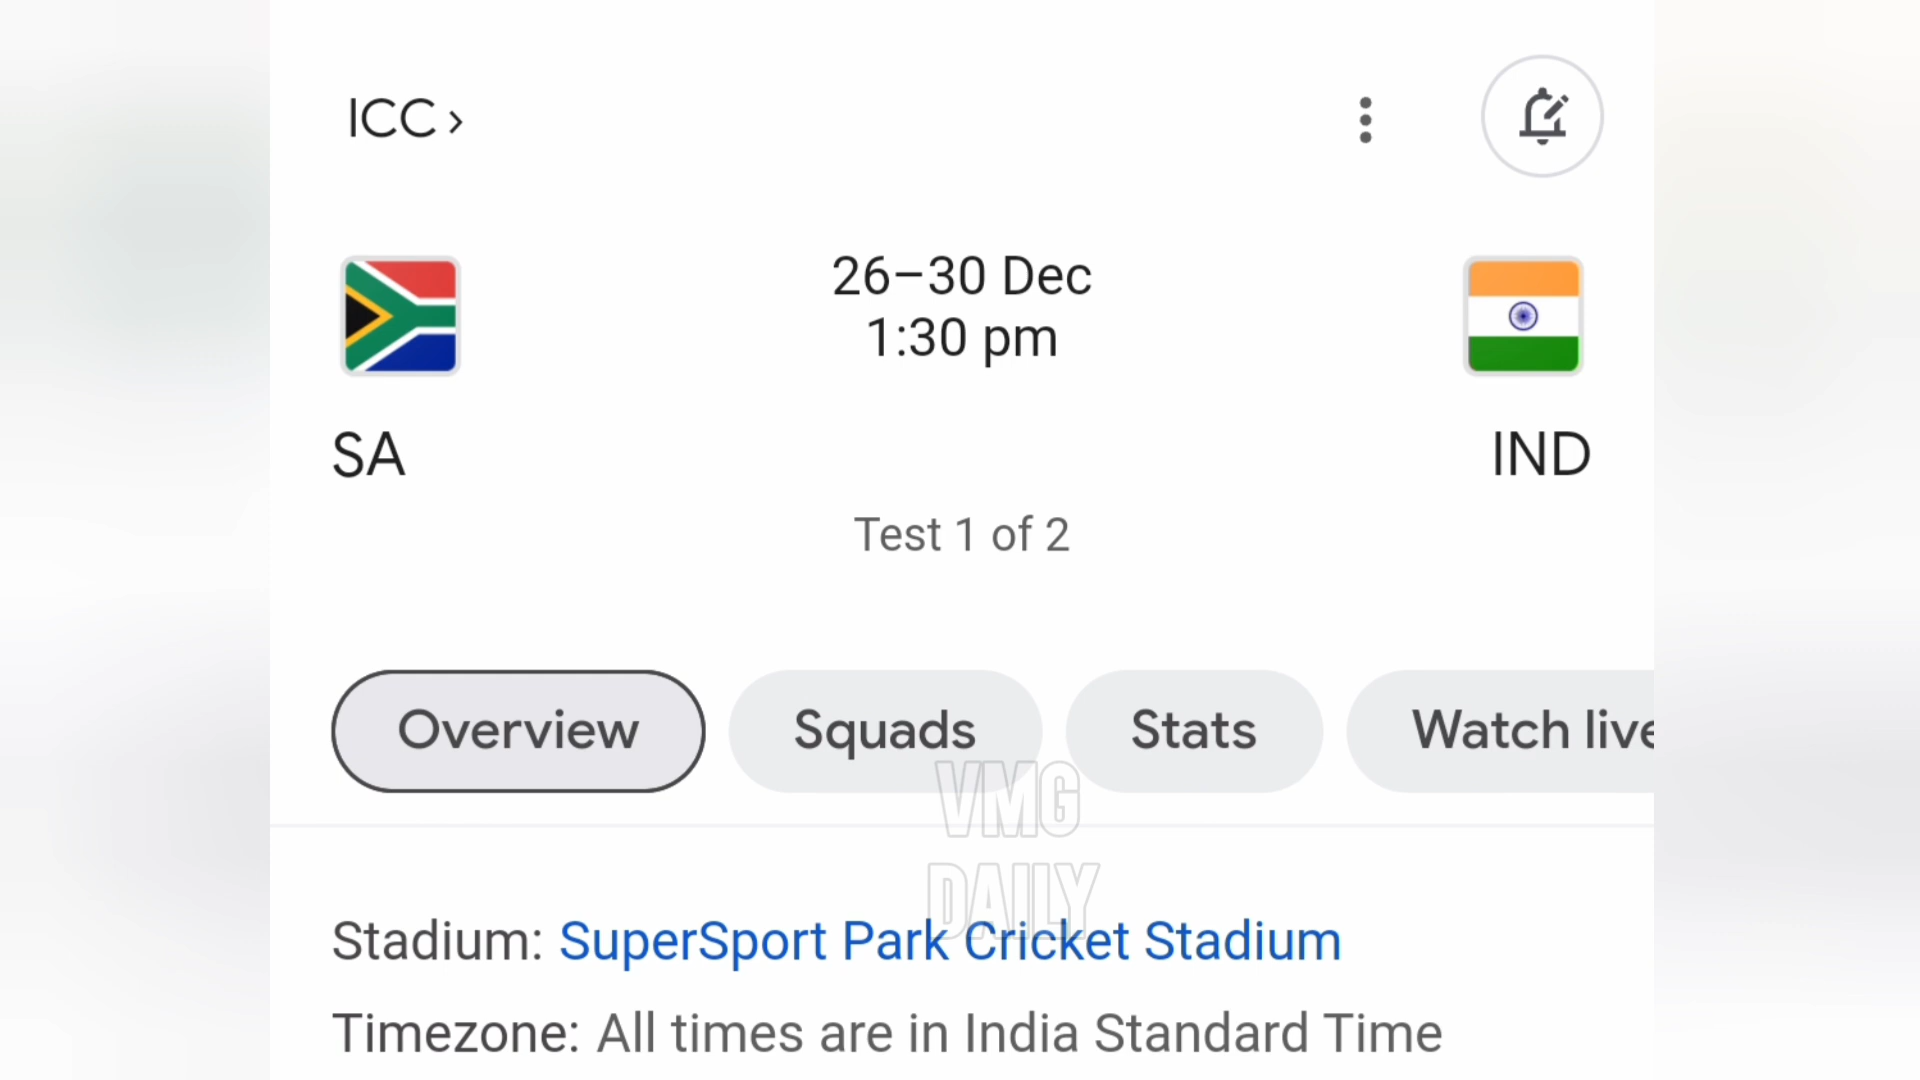 ICC ›
26–30 Dec
1:30 pm
SA
IND
Test 1 of 2
Overview
Squads
Stats
Watch live
VMG
DAILY
Stadium: SuperSport Park Cricket Stadium
Timezone: All times are in India Standard Time